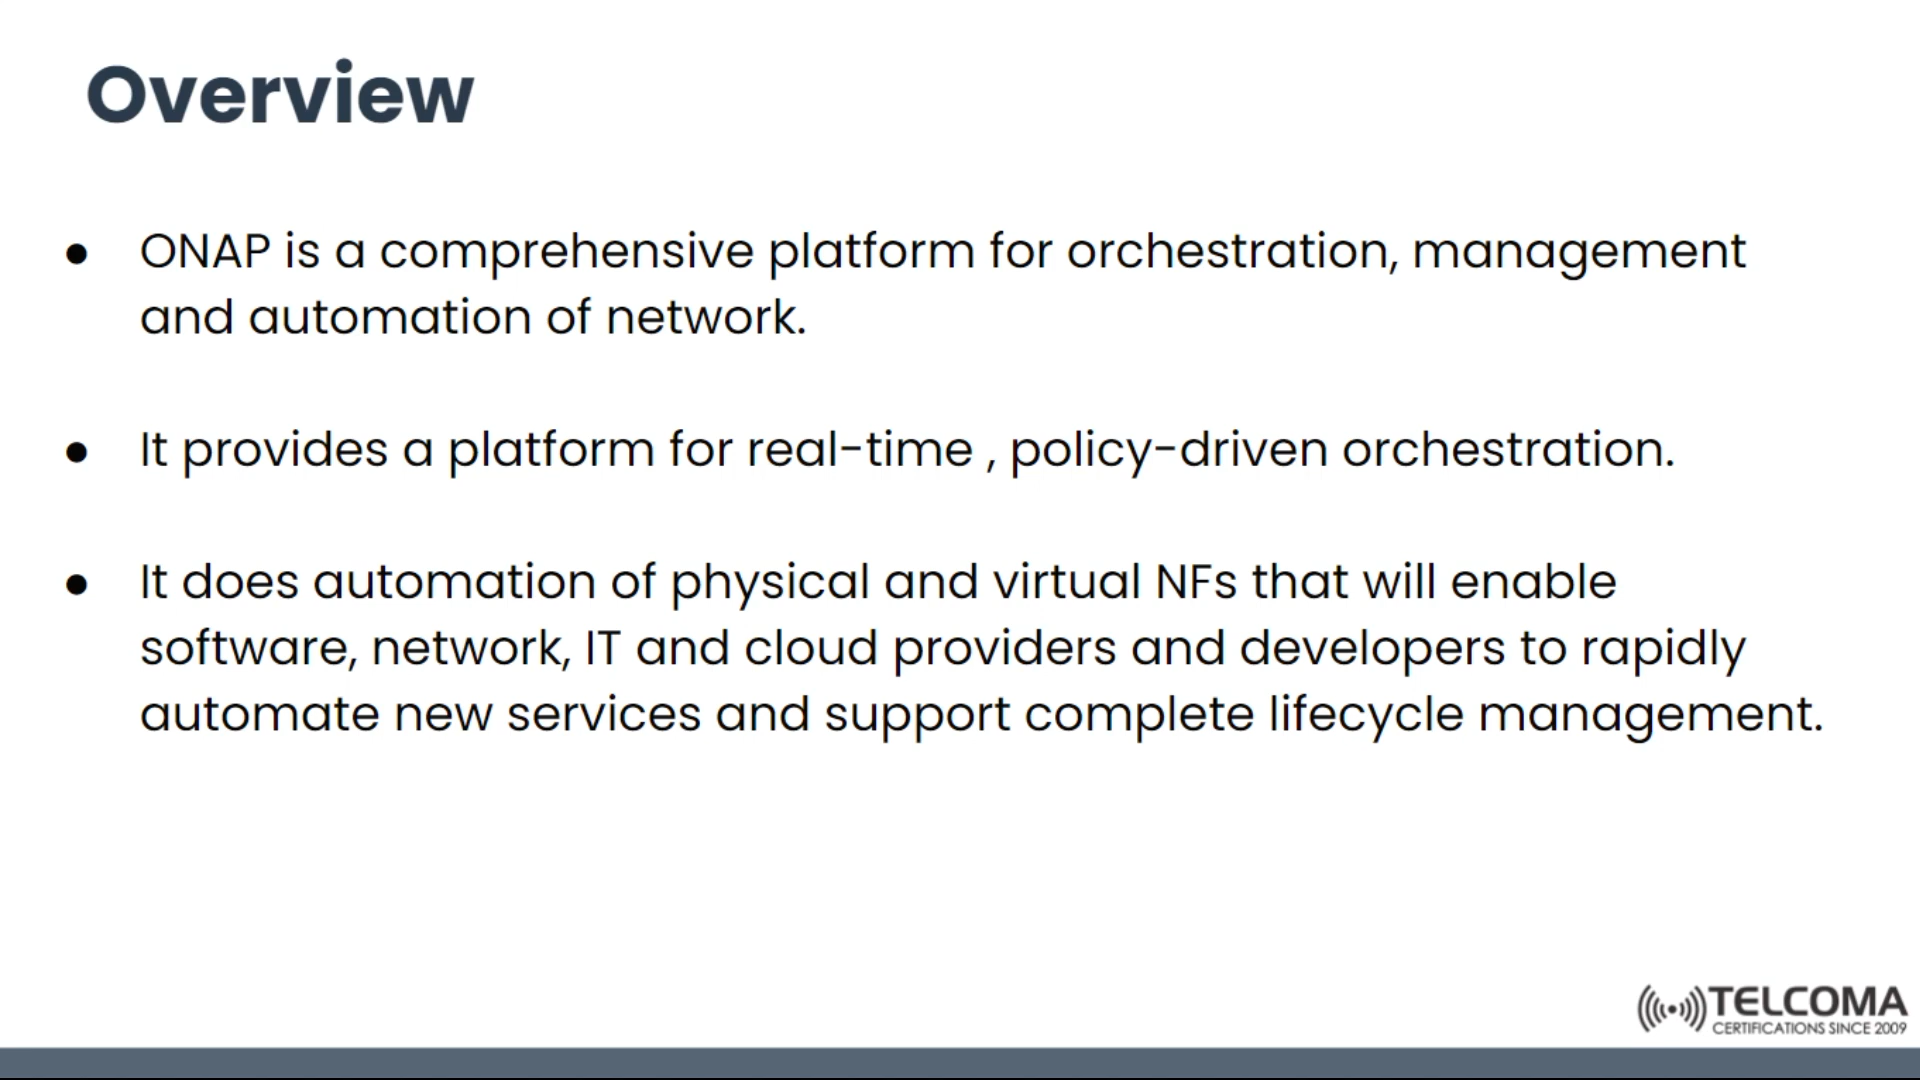 Overview
● ONAP is a comprehensive platform for orchestration, management
and automation of network.
● It provides a platform for real-time , policy-driven orchestration.
● It does automation of physical and virtual NFs that will enable
software, network, IT and cloud providers and developers to rapidly
automate new services and support complete lifecycle management.
TELCOMA
CERTIFICATIONS SINCE 2009